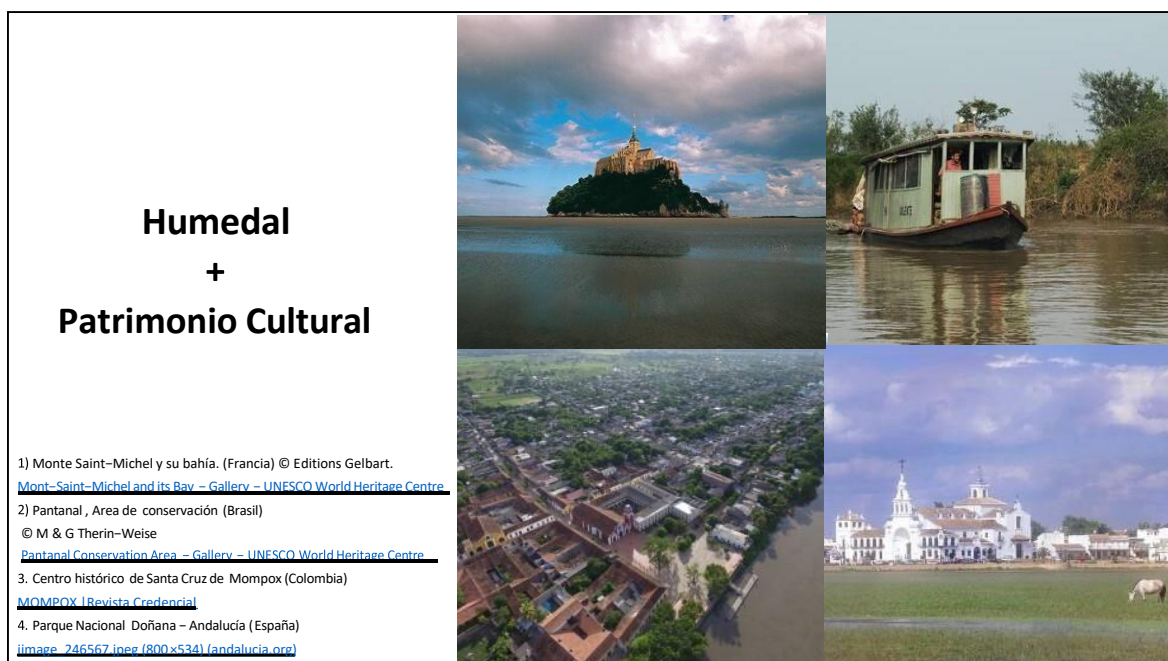 Humedal
+
Patrimonio Cultural
1) Monte Saint–Michel y su bahía. (Francia) © Editions Gelbart.
Mont–Saint–Michel and its Bay – Gallery – UNESCO World Heritage Centre
2) Pantanal , Area de conservación (Brasil)
© M & G Therin–Weise
Pantanal Conservation Area – Gallery – UNESCO World Heritage Centre
3. Centro histórico de Santa Cruz de Mompox (Colombia)
MOMPOX | Revista Credencial
4. Parque Nacional Doñana – Andalucía (España)
iimage_246567.jpeg (800×534) (andalucia.org)